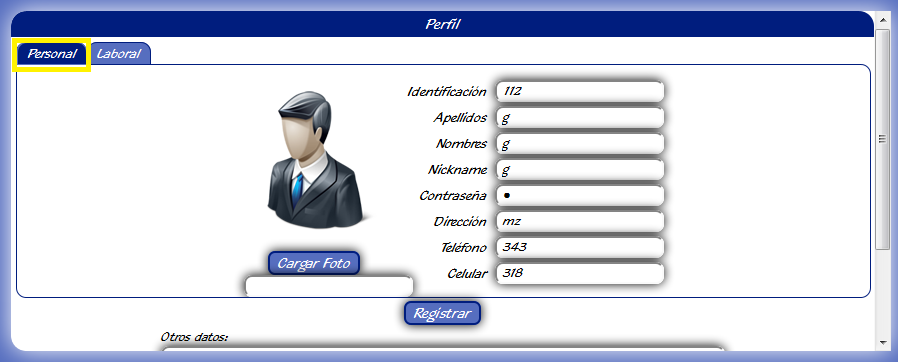 Perfil
Personal Laboral
Identificación 112
Apellidos g
Nombres g
Nickname g
Contraseña •
Dirección mz
Teléfono 343
Celular 318
Cargar Foto
Registrar
Otros datos: